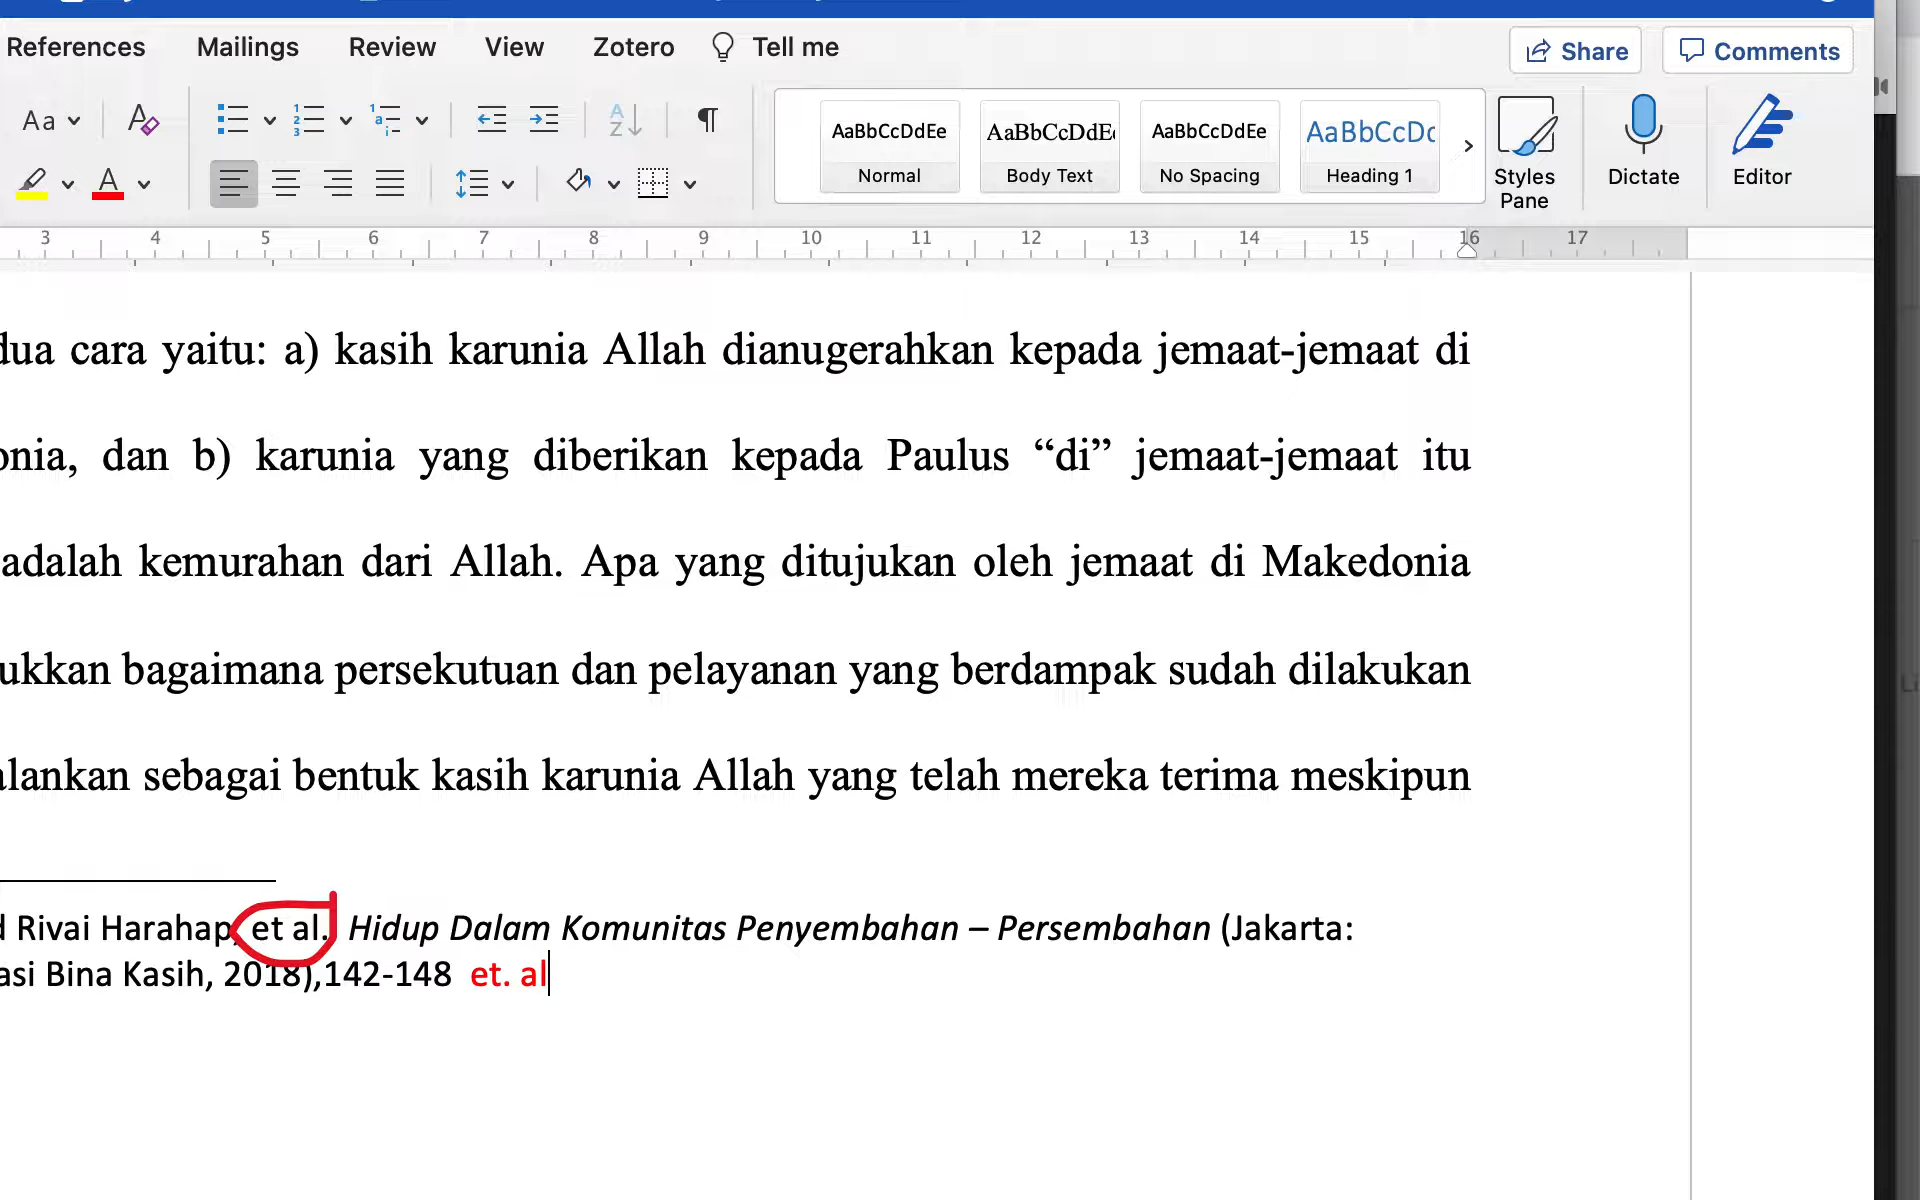 References Mailings Review View Zotero Tell me Share Comments
Aa
AaBbCcDdEe AaBbCcDdE AaBbCcDdEe AaBbCcDc
Normal Body Text No Spacing Heading 1
Styles Pane Dictate Editor
3 4 5 6 7 8 9 10 11 12 13 14 15 16 17
dua cara yaitu: a) kasih karunia Allah dianugerahkan kepada jemaat-jemaat di
onia, dan b) karunia yang diberikan kepada Paulus “di” jemaat-jemaat itu
adalah kemurahan dari Allah. Apa yang ditujukan oleh jemaat di Makedonia
ukkan bagaimana persekutuan dan pelayanan yang berdampak sudah dilakukan
alankan sebagai bentuk kasih karunia Allah yang telah mereka terima meskipun
d Rivai Harahap, et al. Hidup Dalam Komunitas Penyembahan – Persembahan (Jakarta:
asi Bina Kasih, 2018),142-148 et. al